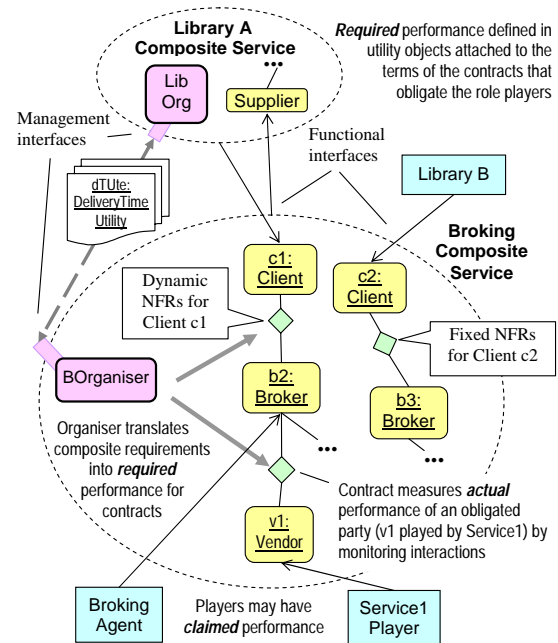 Library A
Composite Service
Required performance defined in
utility objects attached to the
terms of the contracts that
obligate the role players
•••
Lib
Org
Supplier
Management
interfaces
Functional
interfaces
dTUte:
DeliveryTime
Utility
Library B
Broking
Composite
Service
c1:
Client
c2:
Client
Dynamic
NFRs for
Client c1
Fixed NFRs
for Client c2
BOrganiser
b2:
Broker
b3:
Broker
•••
•••
Organiser translates
composite requirements
into required
performance for
contracts
Contract measures actual
performance of an obligated
party (v1 played by Service1) by
monitoring interactions
v1:
Vendor
Broking
Agent
Players may have
claimed performance
Service1
Player